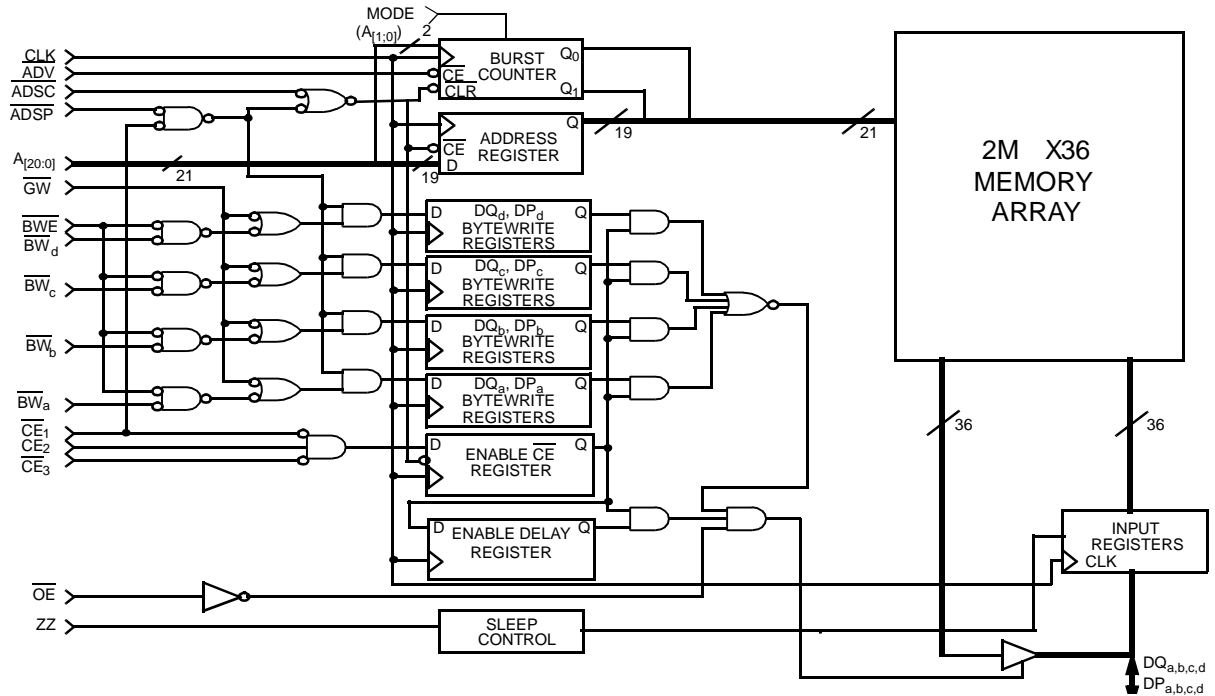 MODE
(A[1;0])
2
CLK
ADV
ADSC
ADSP
BURST
COUNTER
CE
CLR
Q0
Q1
ADDRESS
REGISTER
CE
D
Q
19
21
A[20:0]
21
19
2M X36
MEMORY
ARRAY
GW
BWE
BWd
D
DQd, DPd
BYTEWRITE
REGISTERS
Q
BWc
D
DQc, DPc
BYTEWRITE
REGISTERS
Q
BWb
D
DQb, DPb
BYTEWRITE
REGISTERS
Q
BWa
D
DQa, DPa
BYTEWRITE
REGISTERS
Q
CE1
CE2
CE3
D
ENABLE CE
REGISTER
Q
D
ENABLE DELAY
REGISTER
Q
36
36
INPUT
REGISTERS
CLK
OE
ZZ
SLEEP
CONTROL
DQa,b,c,d
DPa,b,c,d